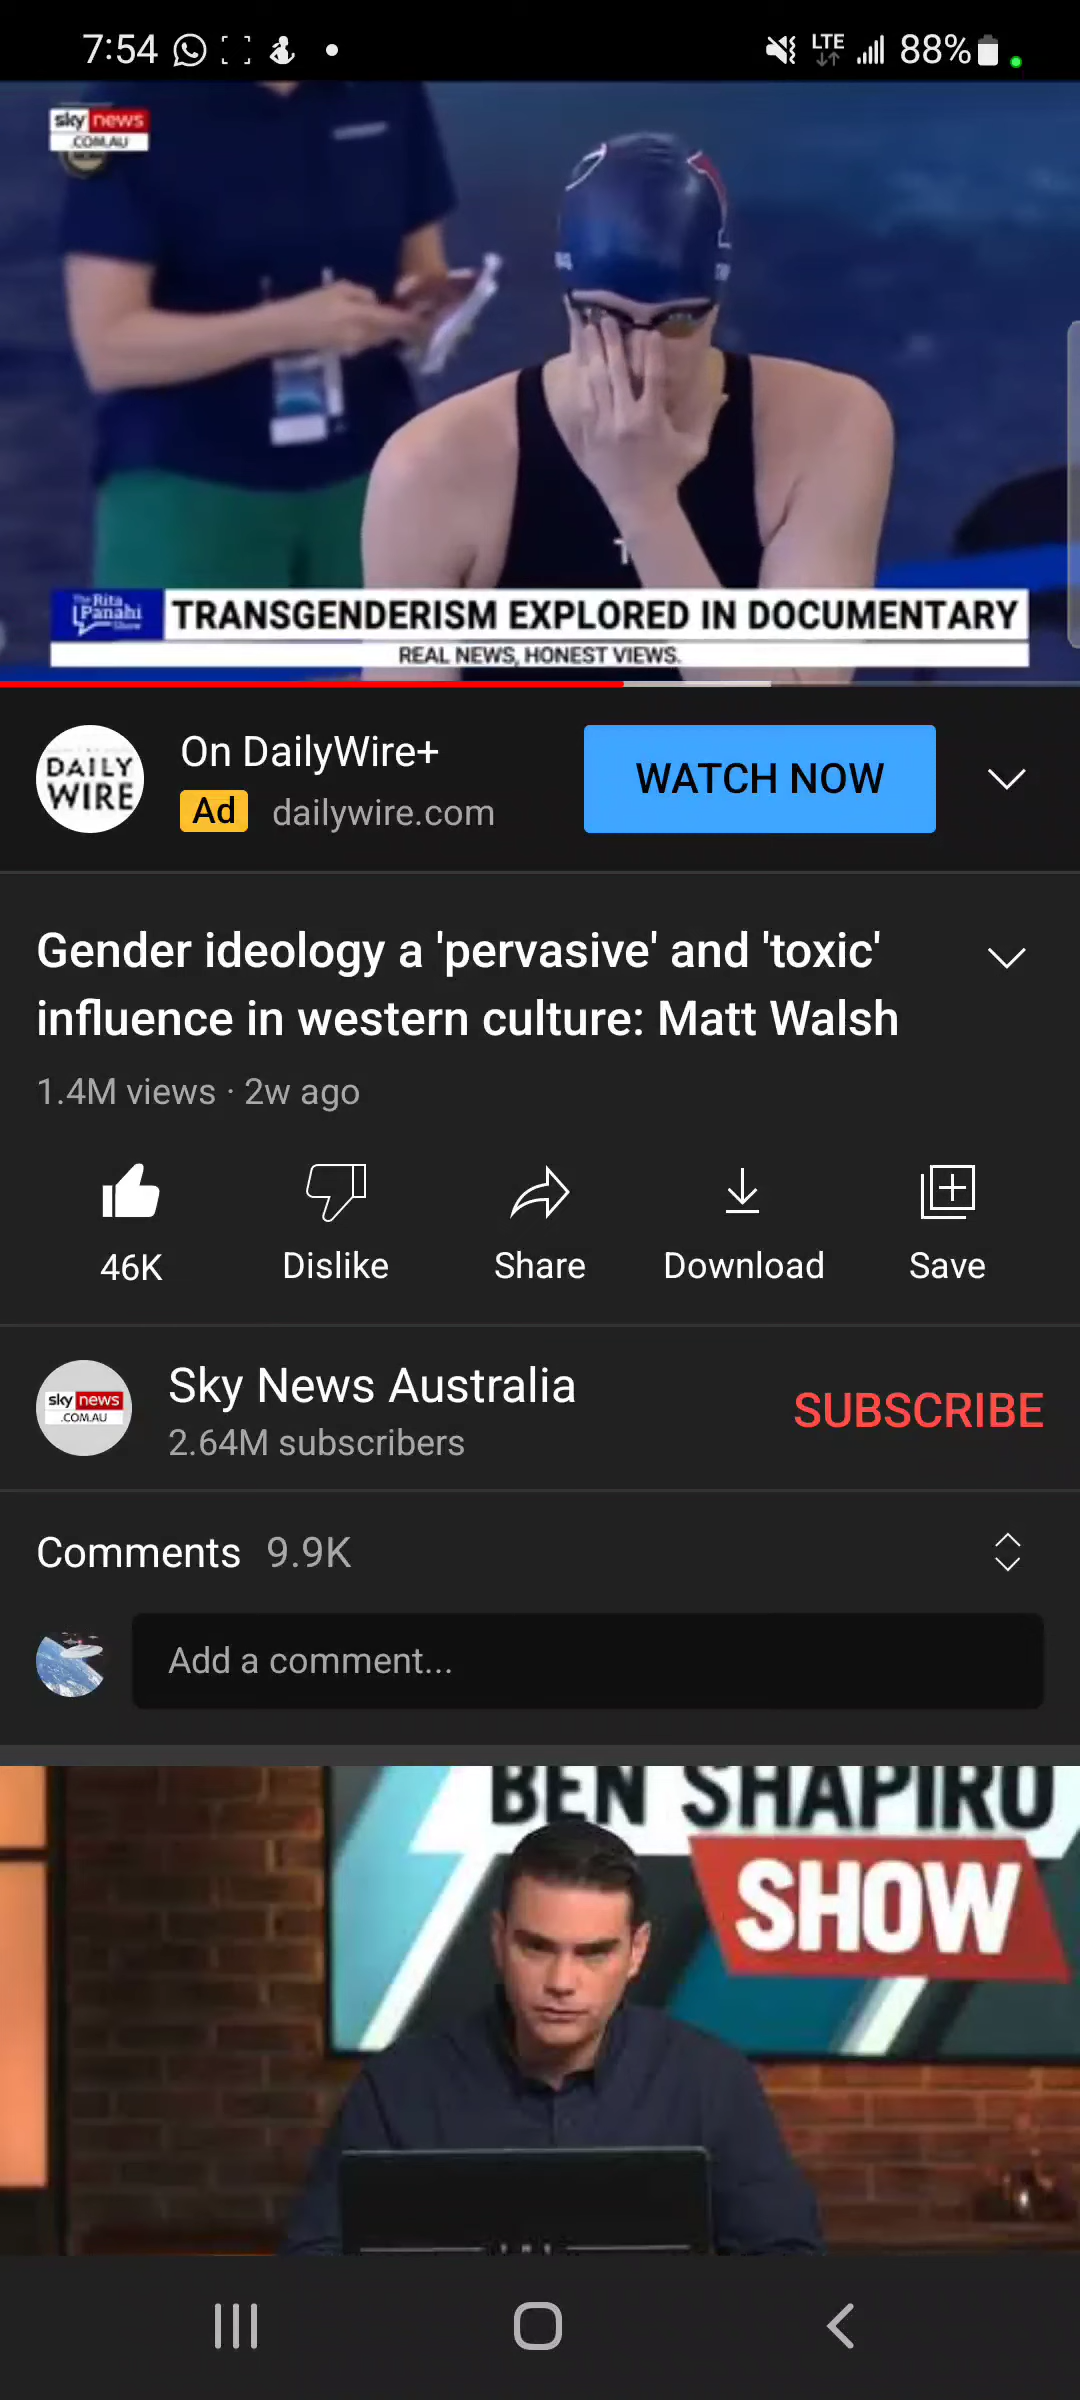 7:54
LTE
88%
sky news
.COM.AU
The Rita
Panahi
Show
TRANSGENDERISM EXPLORED IN DOCUMENTARY
REAL NEWS, HONEST VIEWS.
DAILY
WIRE
On DailyWire+
Ad dailywire.com
WATCH NOW
Gender ideology a 'pervasive' and 'toxic'
influence in western culture: Matt Walsh
1.4M views · 2w ago
46K
Dislike
Share
Download
Save
sky news
.COM.AU
Sky News Australia
2.64M subscribers
SUBSCRIBE
Comments 9.9K
Add a comment...
BEN SHAPIRO
SHOW